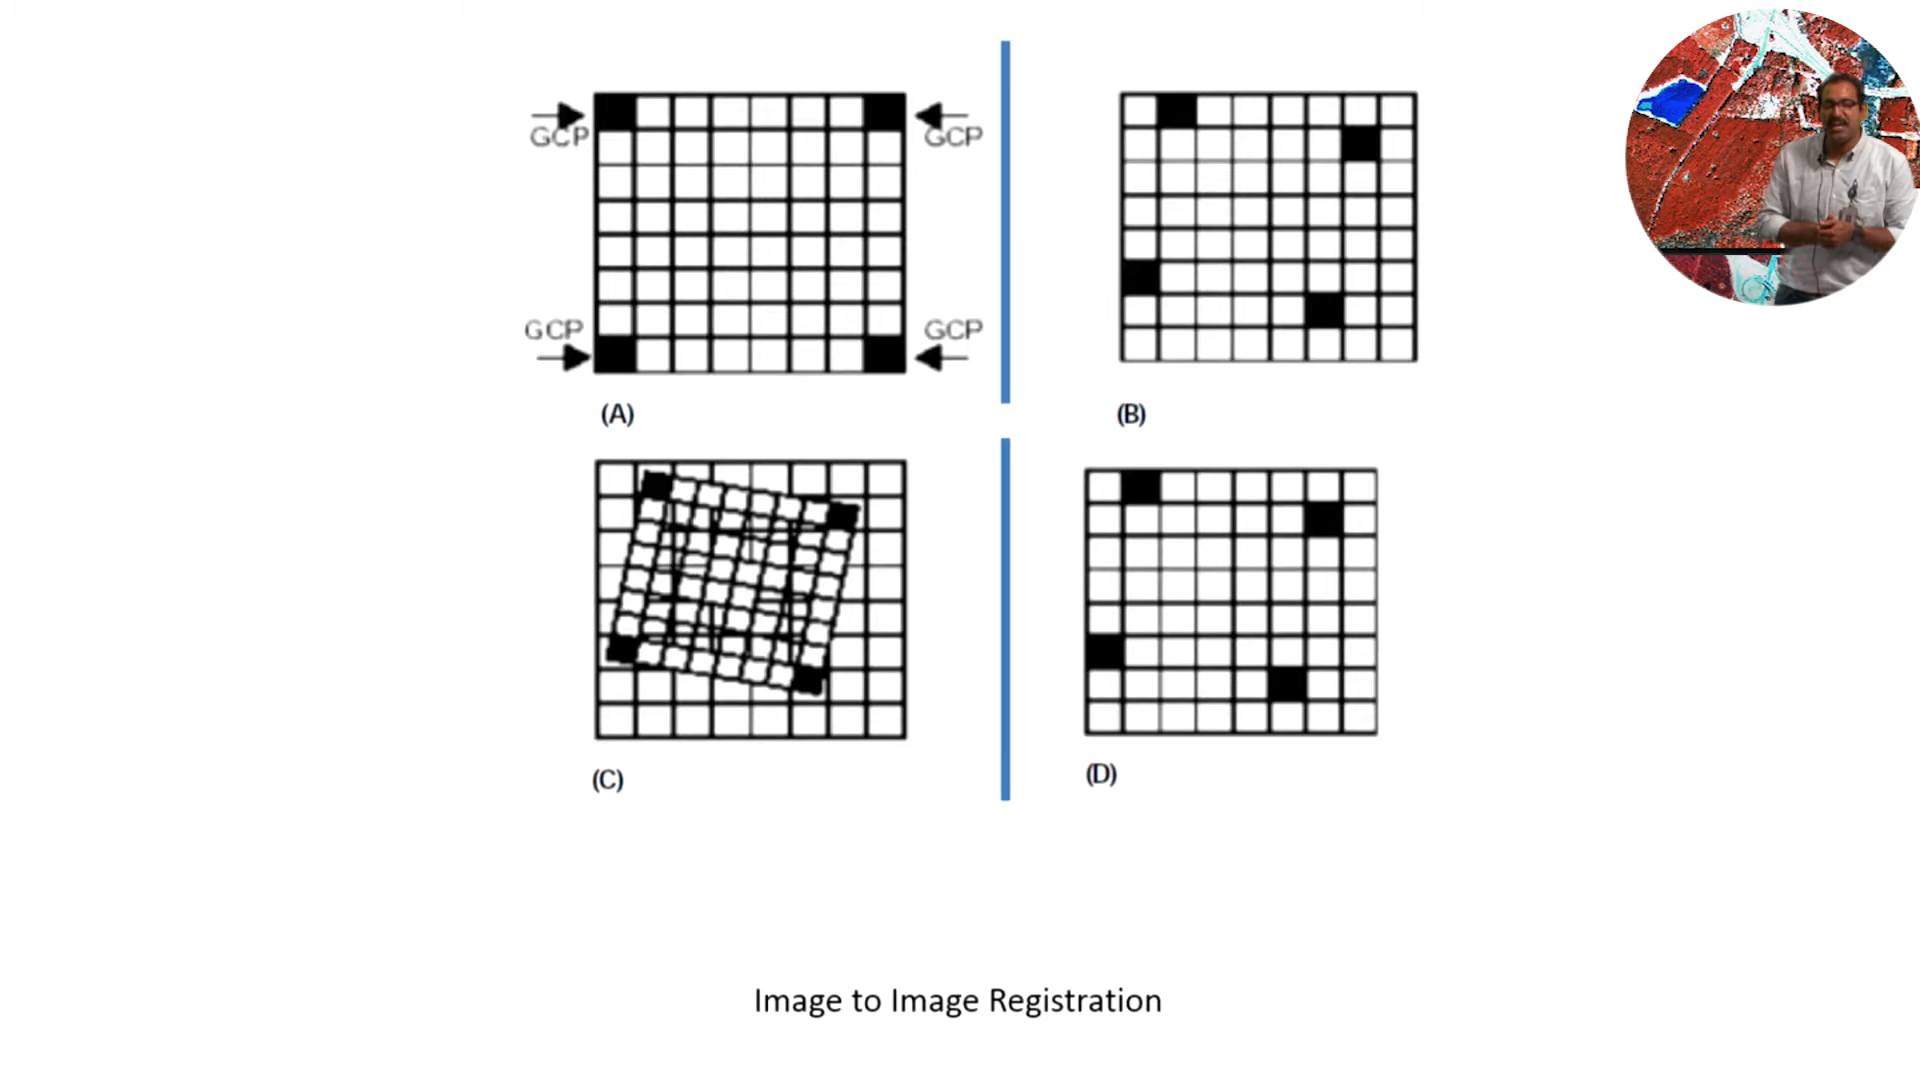 GCP
GCP
GCP
GCP
(A)
(B)
(C)
(D)
Image to Image Registration